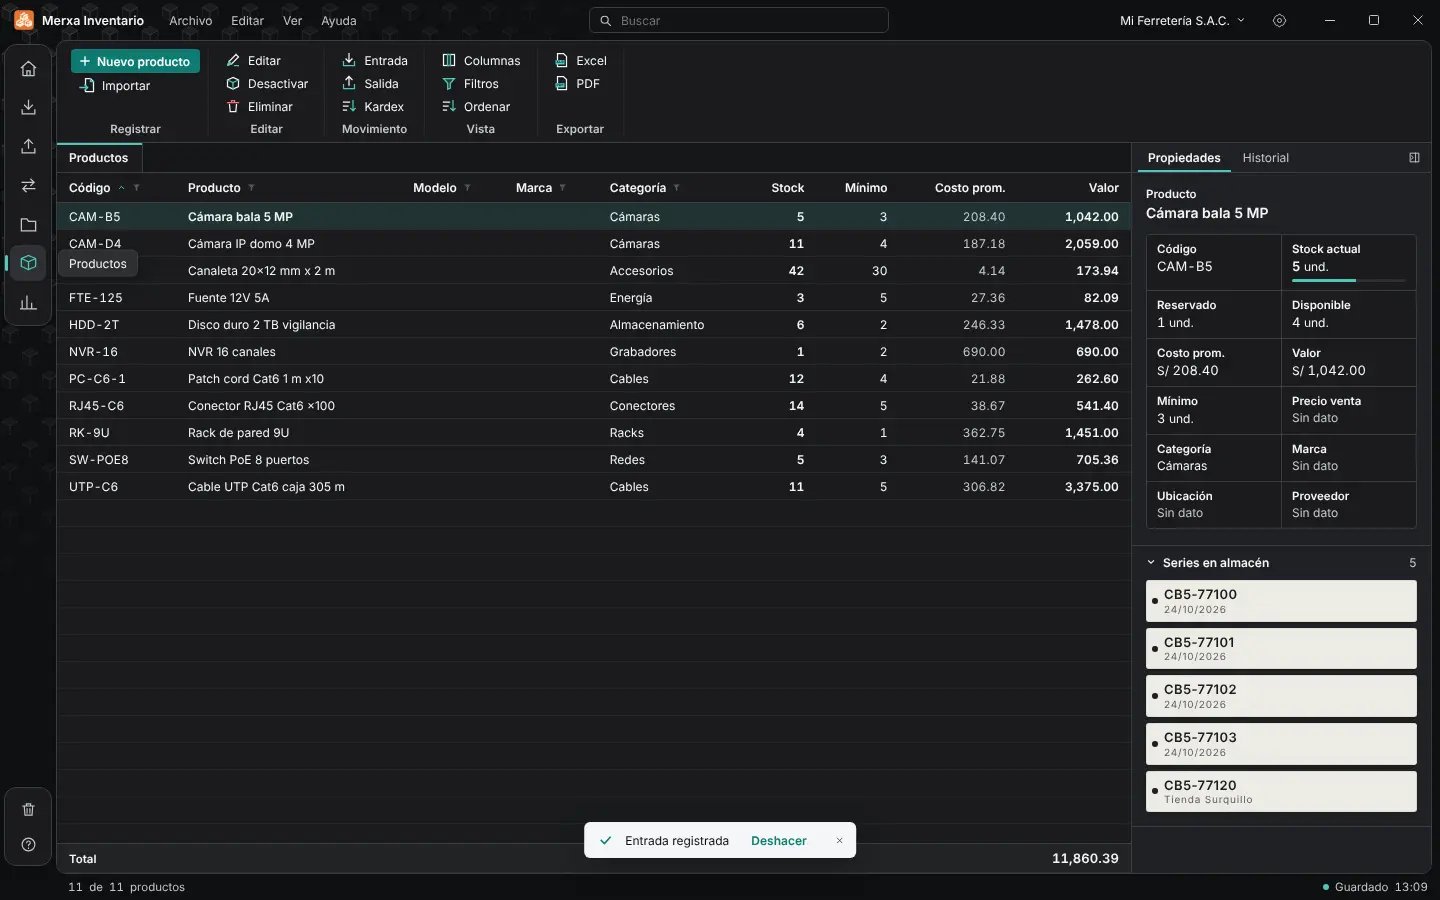 Merxa Inventario Archivo Editar Ver Ayuda Buscar Mi Ferretería S.A.C.
Nuevo producto Editar Entrada Columnas Excel
Importar Desactivar Salida Filtros PDF
Eliminar Kardex Ordenar
Registrar Editar Movimiento Vista Exportar
Productos
Código Producto Modelo Marca Categoría Stock Mínimo Costo prom. Valor
CAM-B5 Cámara bala 5 MP Cámaras 5 3 208.40 1,042.00
CAM-D4 Cámara IP domo 4 MP Cámaras 11 4 187.18 2,059.00
Productos
Canaleta 20×12 mm x 2 m Accesorios 42 30 4.14 173.94
FTE-125 Fuente 12V 5A Energía 3 5 27.36 82.09
HDD-2T Disco duro 2 TB vigilancia Almacenamiento 6 2 246.33 1,478.00
NVR-16 NVR 16 canales Grabadores 1 2 690.00 690.00
PC-C6-1 Patch cord Cat6 1 m x10 Cables 12 4 21.88 262.60
RJ45-C6 Conector RJ45 Cat6 ×100 Conectores 14 5 38.67 541.40
RK-9U Rack de pared 9U Racks 4 1 362.75 1,451.00
SW-POE8 Switch PoE 8 puertos Redes 5 3 141.07 705.36
UTP-C6 Cable UTP Cat6 caja 305 m Cables 11 5 306.82 3,375.00
Total 11,860.39
Propiedades Historial
Producto
Cámara bala 5 MP
Código Stock actual
CAM-B5 5 und.
Reservado Disponible
1 und. 4 und.
Costo prom. Valor
S/ 208.40 S/ 1,042.00
Mínimo Precio venta
3 und. Sin dato
Categoría Marca
Cámaras Sin dato
Ubicación Proveedor
Sin dato Sin dato
Series en almacén 5
CB5-77100
24/10/2026
CB5-77101
24/10/2026
CB5-77102
24/10/2026
CB5-77103
24/10/2026
CB5-77120
Tienda Surquillo
Entrada registrada Deshacer
11 de 11 productos Guardado 13:09